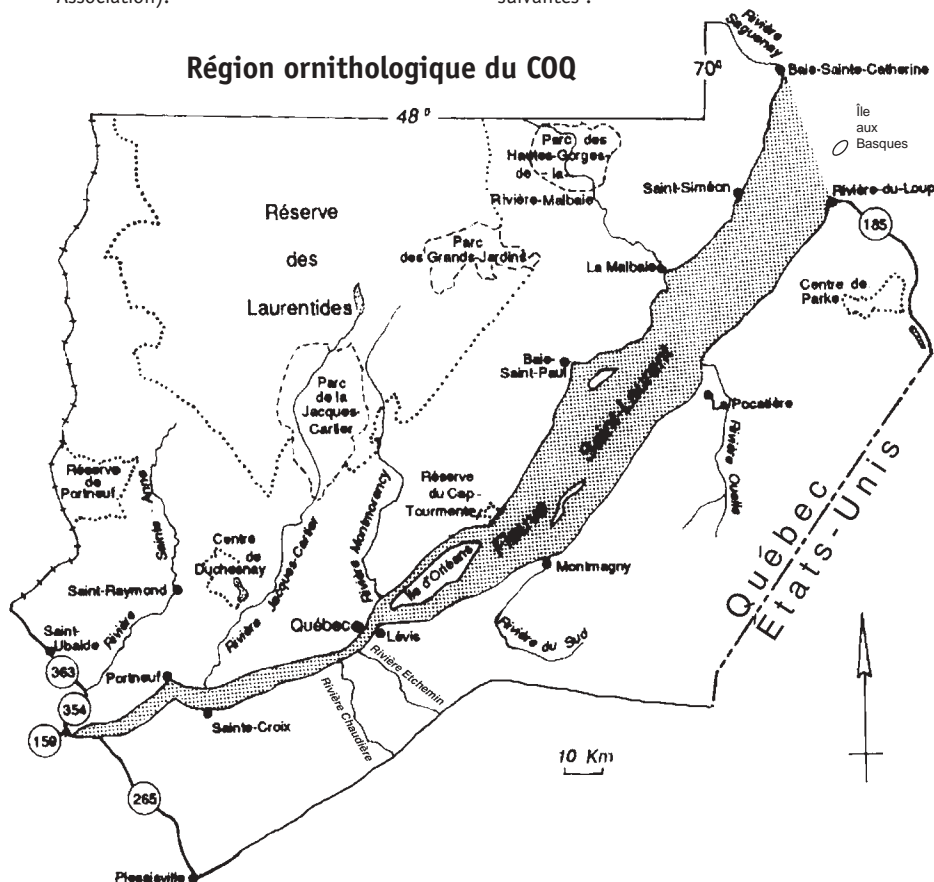 Association).
suivantes :
Région ornithologique du COQ
Rivière
Saguenay
70°
Baie-Sainte-Catherine
48°
Île
aux
Basques
Parc des
Hautes-Gorges-
de-la-
Rivière-Malbaie
Saint-Siméon
Rivière-du-Loup
185
Réserve
des
Laurentides
Parc
des Grands-Jardins
La Malbaie
Centre de
Parke
Baie-
Saint-Paul
Parc
de la
Jacques-
Cartier
Fleuve Saint-Laurent
La Pocatière
Rivière Ouelle
Québec
États-Unis
Réserve
de
Portneuf
Rivière Sainte Anne
Réserve
du Cap-
Tourmente
Rivière Montmorency
Centre
de
Duchesnay
Rivière Jacques-Cartier
Île d'Orléans
Montmagny
Saint-Raymond
Québec
Lévis
Rivière du Sud
Saint-
Ubalde
363
Portneuf
Rivière Etchemin
354
Sainte-Croix
Rivière Chaudière
159
10 Km
265
Plessisville